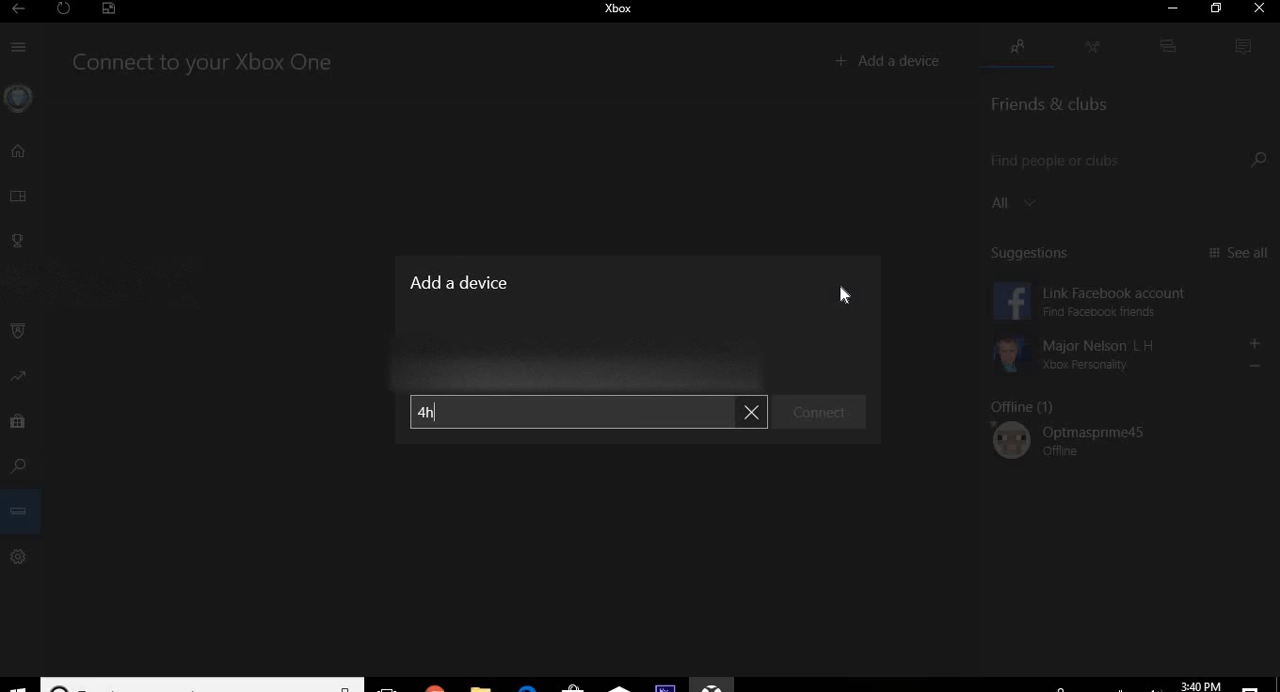 Xbox
Connect to your Xbox One
+ Add a device
Friends & clubs
Find people or clubs
All
Suggestions
See all
Link Facebook account
Find Facebook friends
Major Nelson L H
Xbox Personality
Add a device
4h
Connect
Offline (1)
Optmasprime45
Offline
3:40 PM